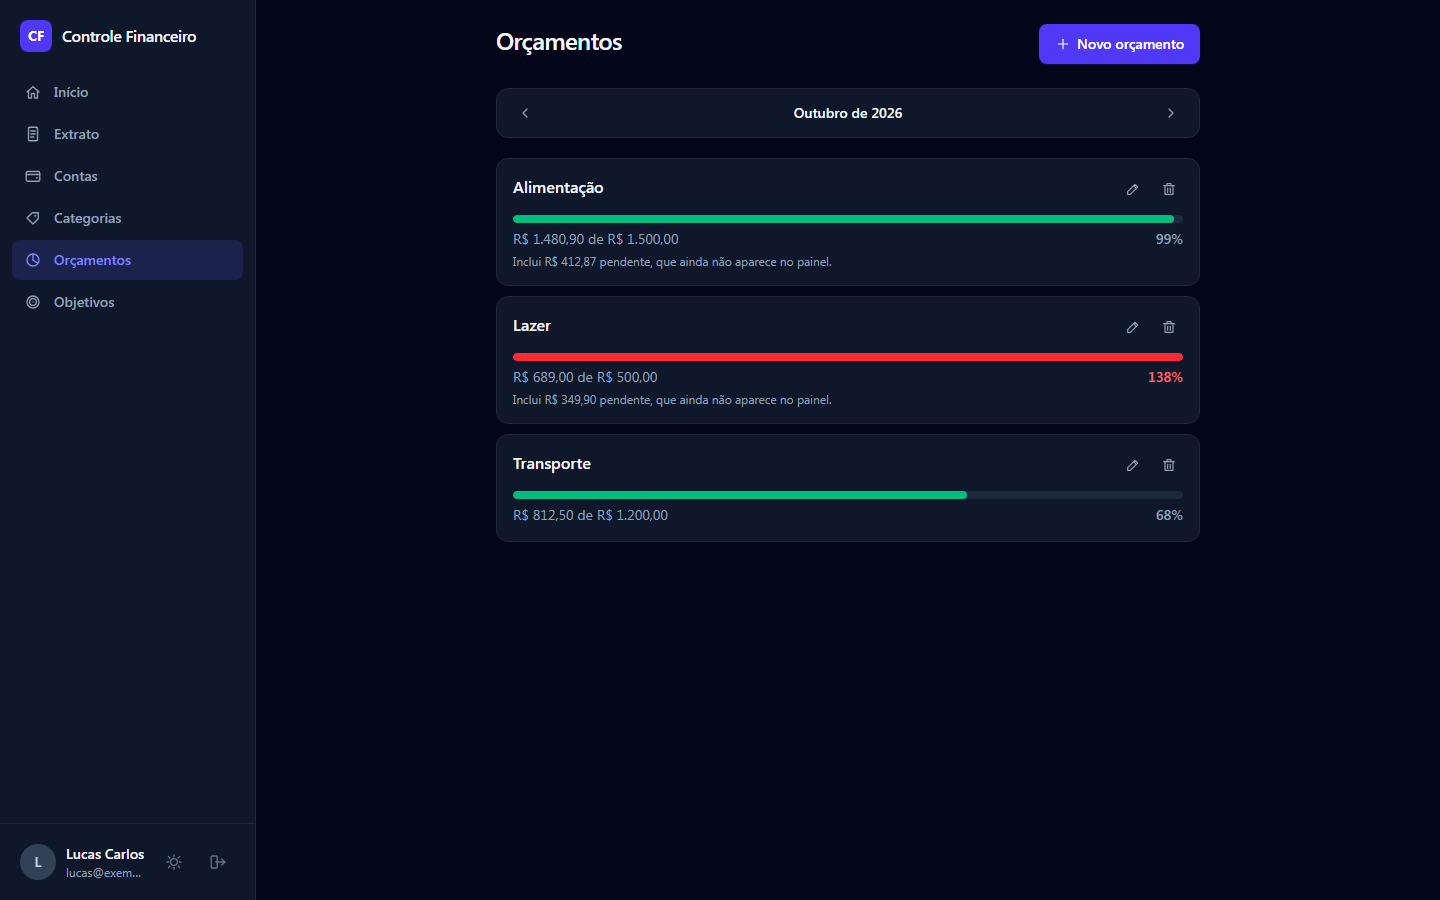 CF Controle Financeiro
Início
Extrato
Contas
Categorias
Orçamentos
Objetivos
Lucas Carlos
lucas@exem...
L
Orçamentos
Novo orçamento
Outubro de 2026
Alimentação
R$ 1.480,90 de R$ 1.500,00
99%
Inclui R$ 412,87 pendente, que ainda não aparece no painel.
Lazer
R$ 689,00 de R$ 500,00
138%
Inclui R$ 349,90 pendente, que ainda não aparece no painel.
Transporte
R$ 812,50 de R$ 1.200,00
68%